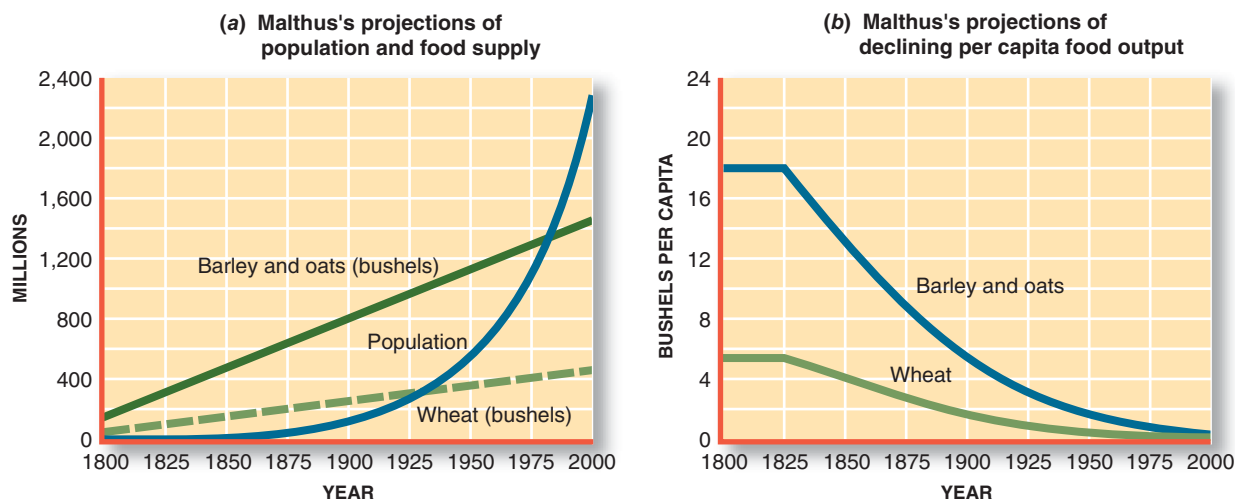 (a) Malthus's projections of
population and food supply
2,400
2,000
1,600
1,200
800
400
0
MILLIONS
Barley and oats (bushels)
Population
Wheat (bushels)
1800 1825 1850 1875 1900 1925 1950 1975 2000
YEAR
(b) Malthus's projections of
declining per capita food output
24
20
16
12
8
4
0
BUSHELS PER CAPITA
Barley and oats
Wheat
1800 1825 1850 1875 1900 1925 1950 1975 2000
YEAR